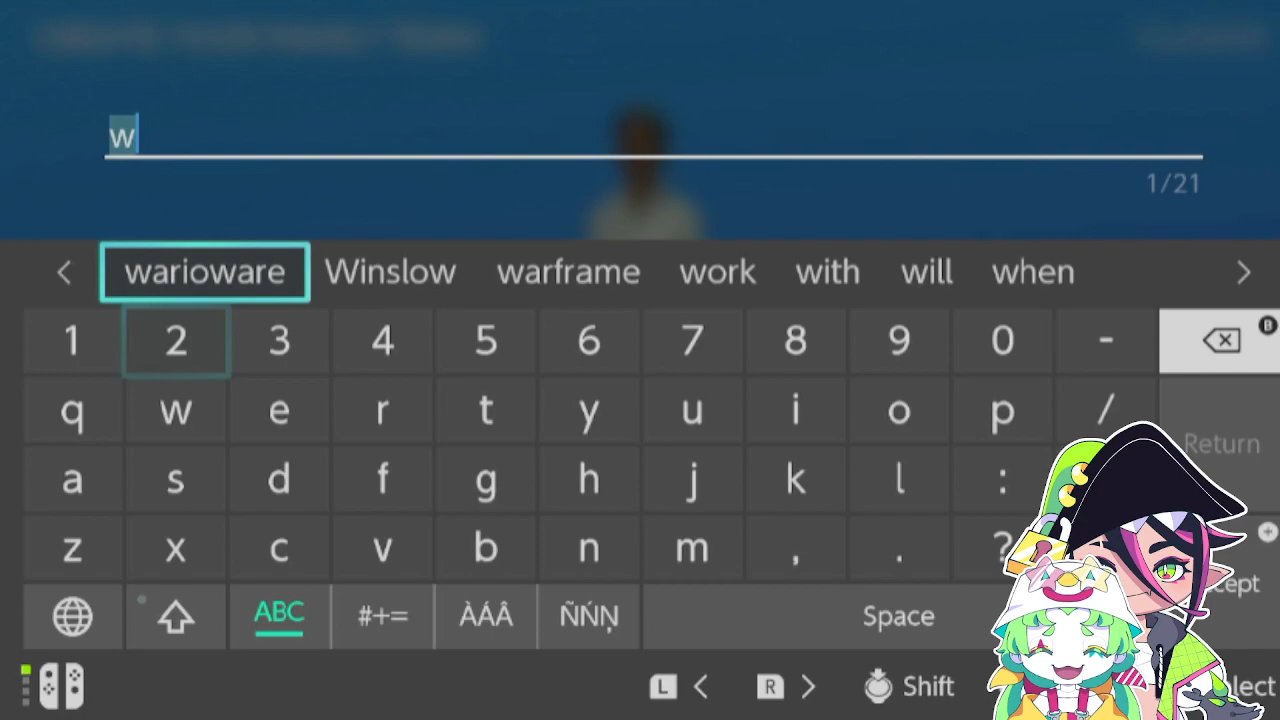 w
1/21
< warioware Winslow warframe work with will when >
1 2 3 4 5 6 7 8 9 0 - B
q w e r t y u i o p /
Return
a s d f g h j k l :
z x c v b n m , . ?
ABC #+= ÀÁÂ ÑŃŅ Space
L < R > Shift